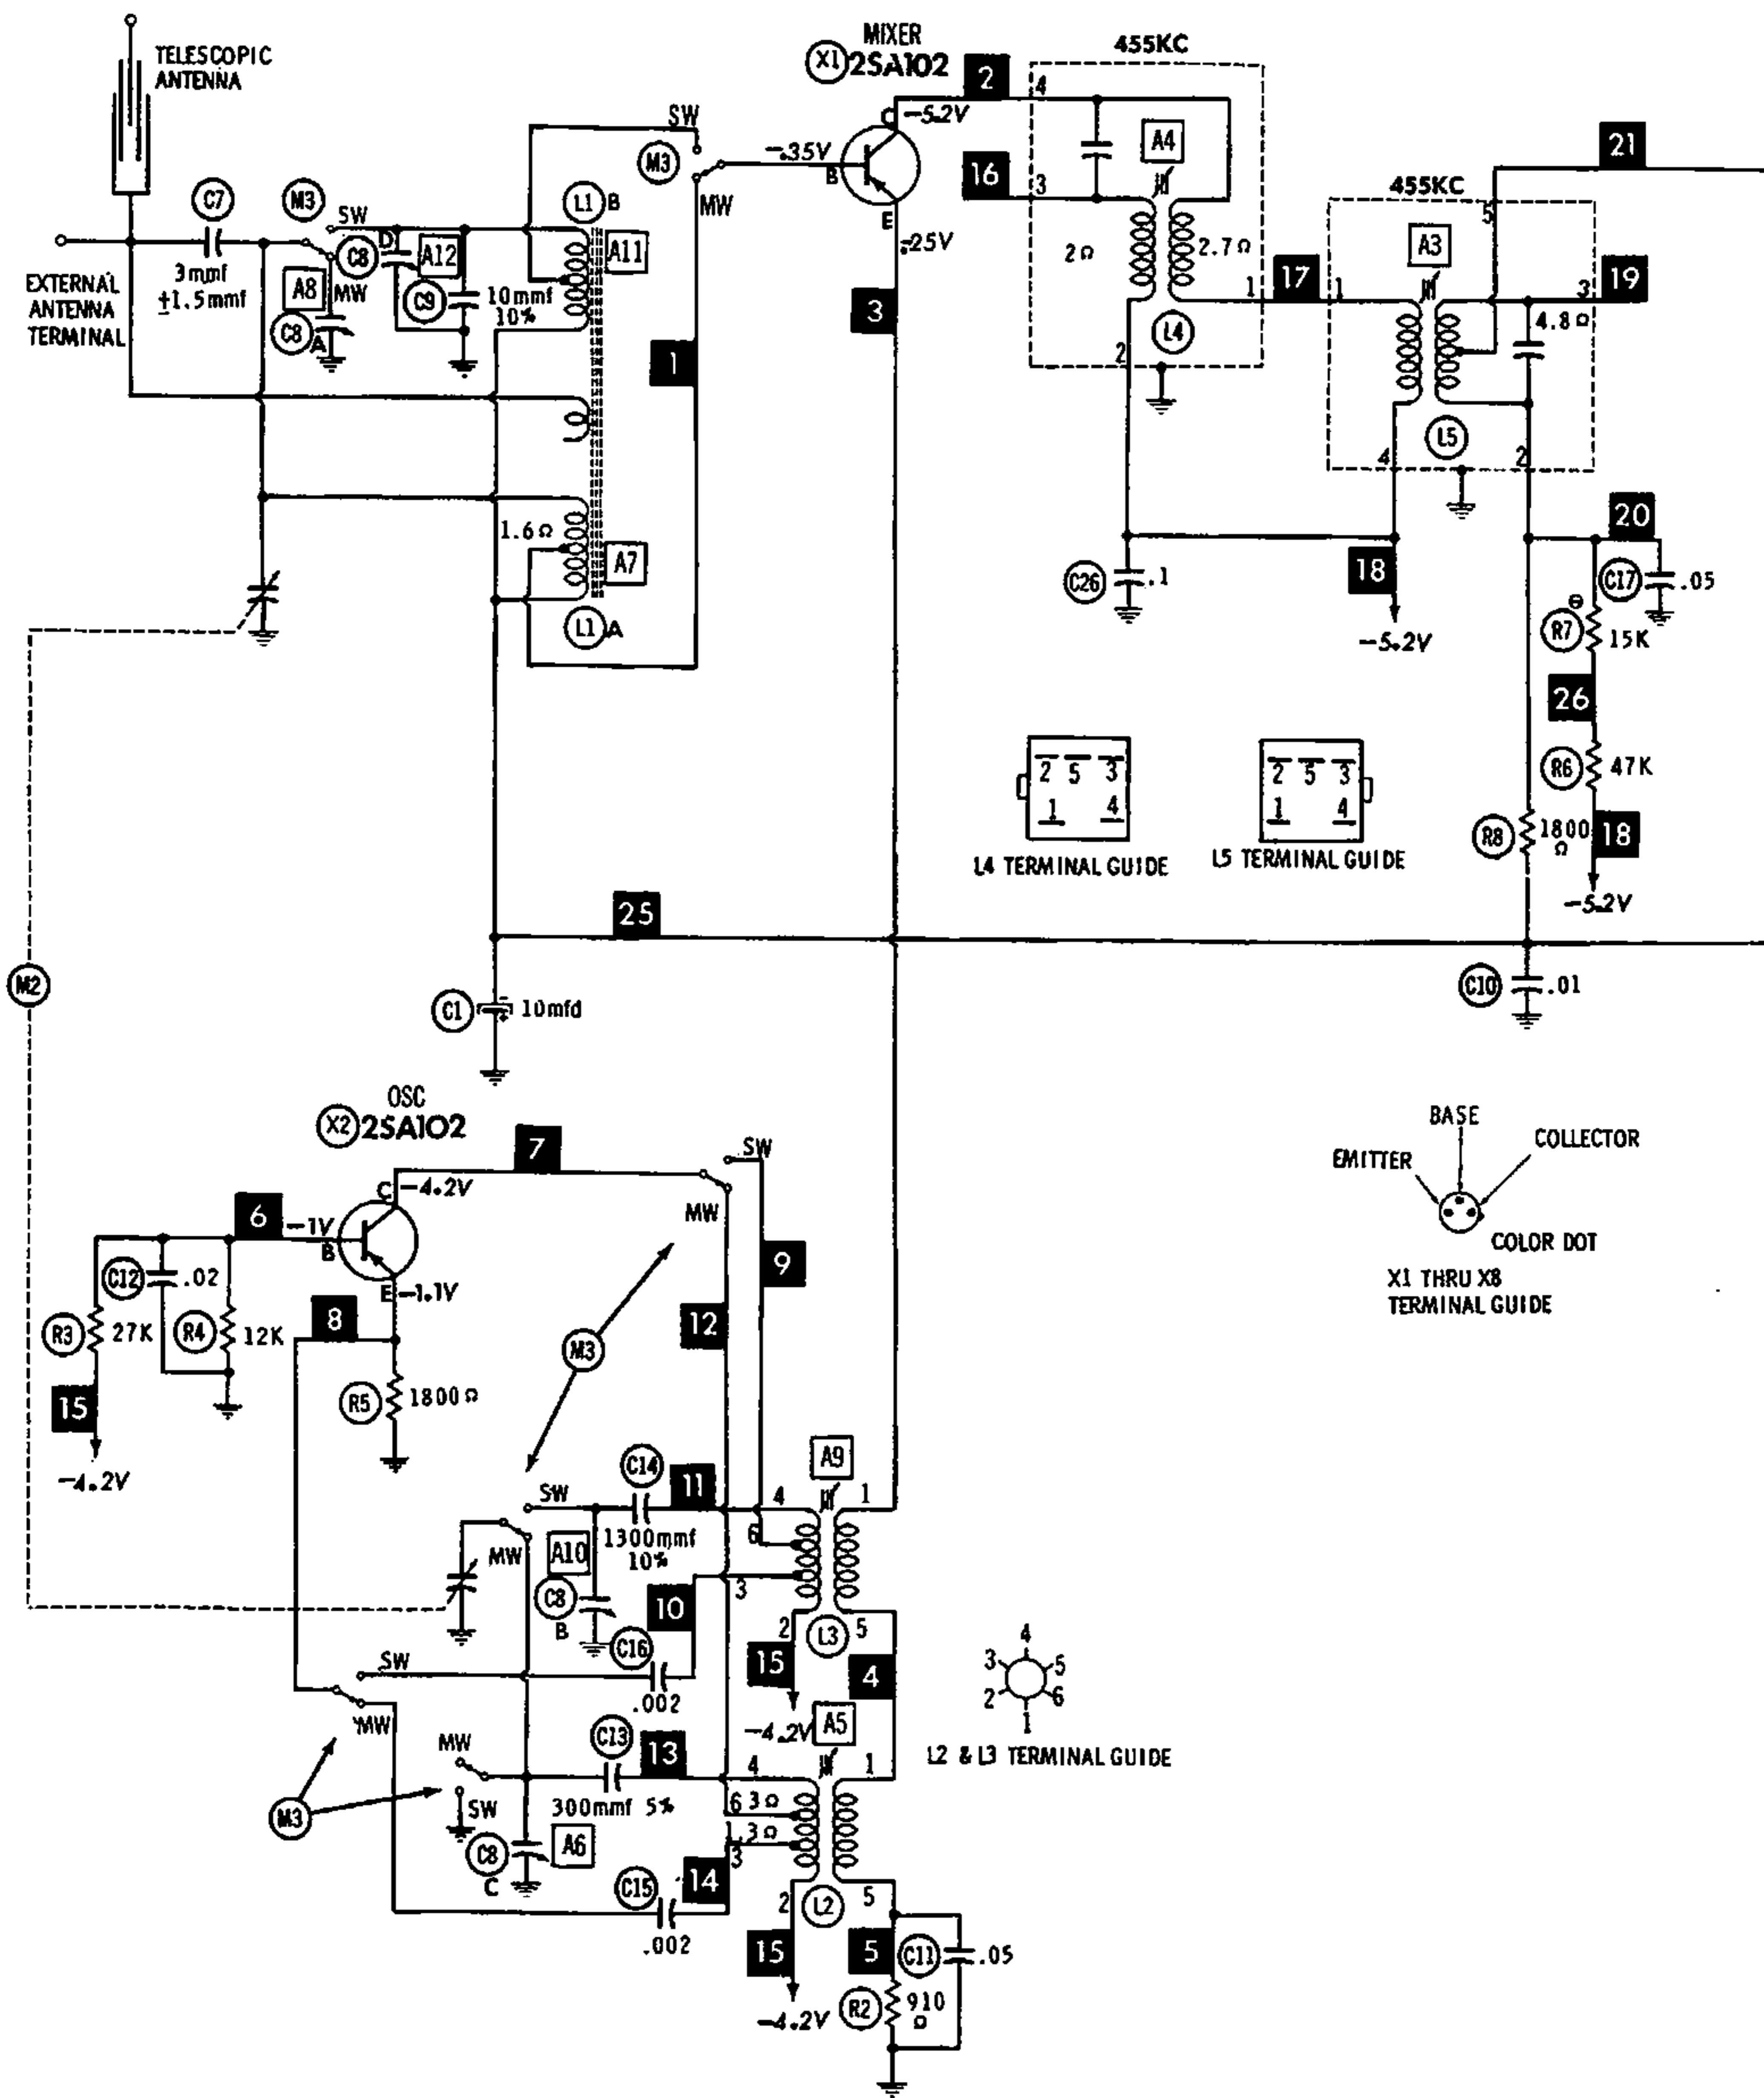 TELESCOPIC
ANTENNA
C7
3mmf
±1.5mmf
M3
SW
MW
EXTERNAL
ANTENNA
TERMINAL
A8
C8 A
C8 D
A12
C9
10mmf
10%
L1 B
A11
SW
M3
MW
1
1.6Ω
A7
L1 A
MIXER
X1 2SA102
C
-5.2V
-.35V
B
E
-.25V
2
3
455KC
4
A4
16
3
2Ω
2.7Ω
1
17
L4
2
C26
.1
455KC
21
5
A3
1
3
19
4.8Ω
L5
4
2
18
-5.2V
20
C17
.05
R7
15K
26
R6
47K
18
-5.2V
R8
1800
Ω
2 5 3
1 4
L4 TERMINAL GUIDE
2 5 3
1 4
L5 TERMINAL GUIDE
25
M2
C1
- +
10mfd
C10
.01
OSC
X2 2SA102
7
C
-4.2V
6
-1V
B
E
-1.1V
C12
.02
R3
27K
R4
12K
8
15
-4.2V
R5
1800Ω
SW
MW
9
12
M3
BASE
EMITTER
COLLECTOR
COLOR DOT
X1 THRU X8
TERMINAL GUIDE
SW
MW
C14
11
1300mmf
10%
A10
C8
B
4
A9
1
6
3
10
C16
.002
2
L3
5
15
-4.2V
4
SW
MW
M3
MW
SW
C13
13
300mmf 5%
C8
C
A6
C15
.002
14
A5
4
1
6
3Ω
1.3Ω
3
2
L2
5
15
-4.2V
5
C11
.05
R2
910
Ω
4
3 5
2 6
1
L2 & L3 TERMINAL GUIDE